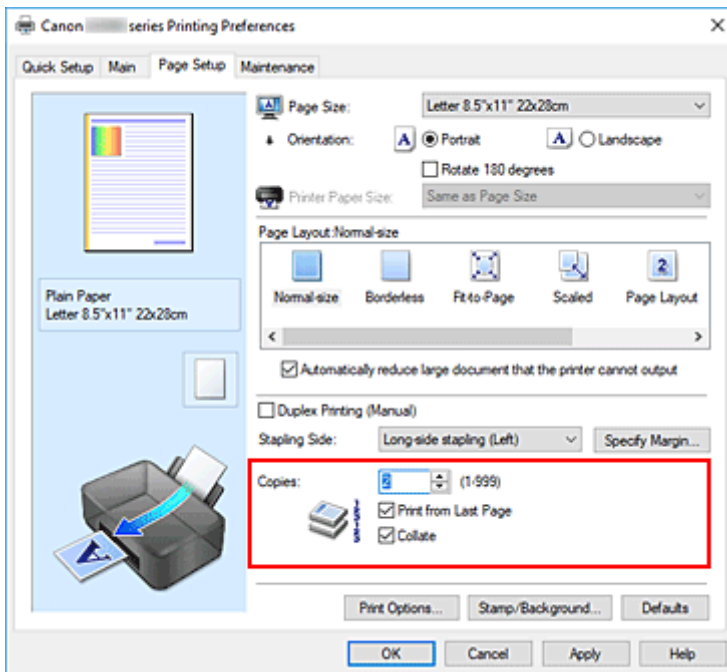 Canon series Printing Preferences
Quick Setup Main Page Setup Maintenance
Page Size: Letter 8.5"x11" 22x28cm
Orientation: A Portrait A Landscape
Rotate 180 degrees
Printer Paper Size: Same as Page Size
Page Layout:Normal-size
2
Normal-size Borderless Fit-to-Page Scaled Page Layout
Plain Paper
Letter 8.5"x11" 22x28cm
Automatically reduce large document that the printer cannot output
Duplex Printing (Manual)
Stapling Side: Long-side stapling (Left) Specify Margin...
Copies: 2 (1-999)
Print from Last Page
Collate
A
Print Options... Stamp/Background... Defaults
OK Cancel Apply Help